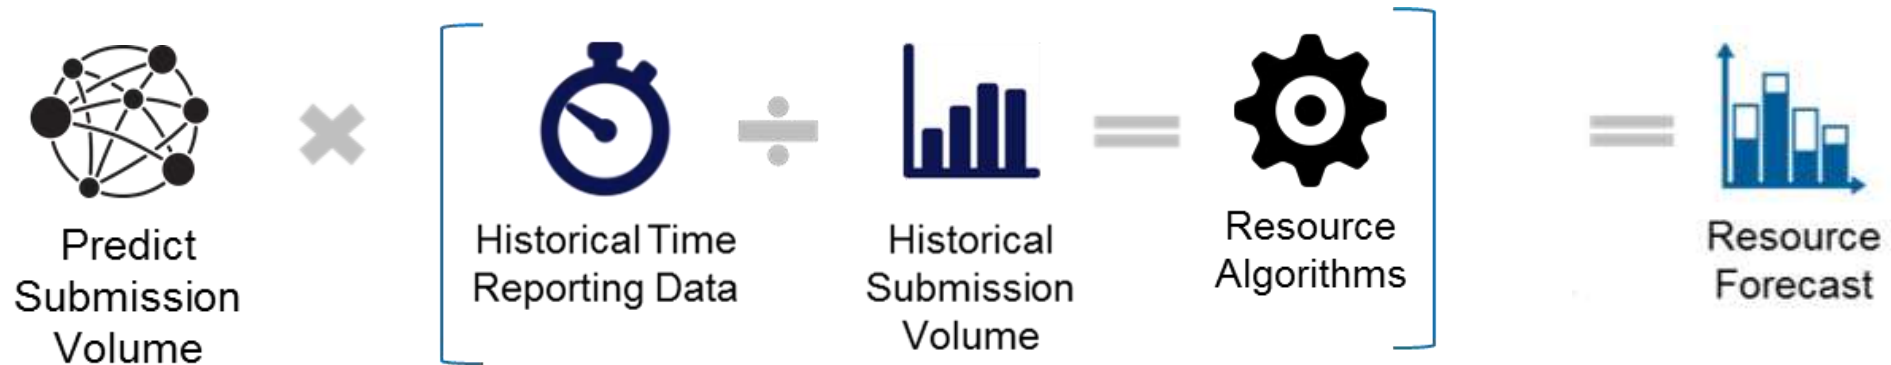 Predict
Submission
Volume
Historical Time
Reporting Data
Historical
Submission
Volume
Resource
Algorithms
Resource
Forecast